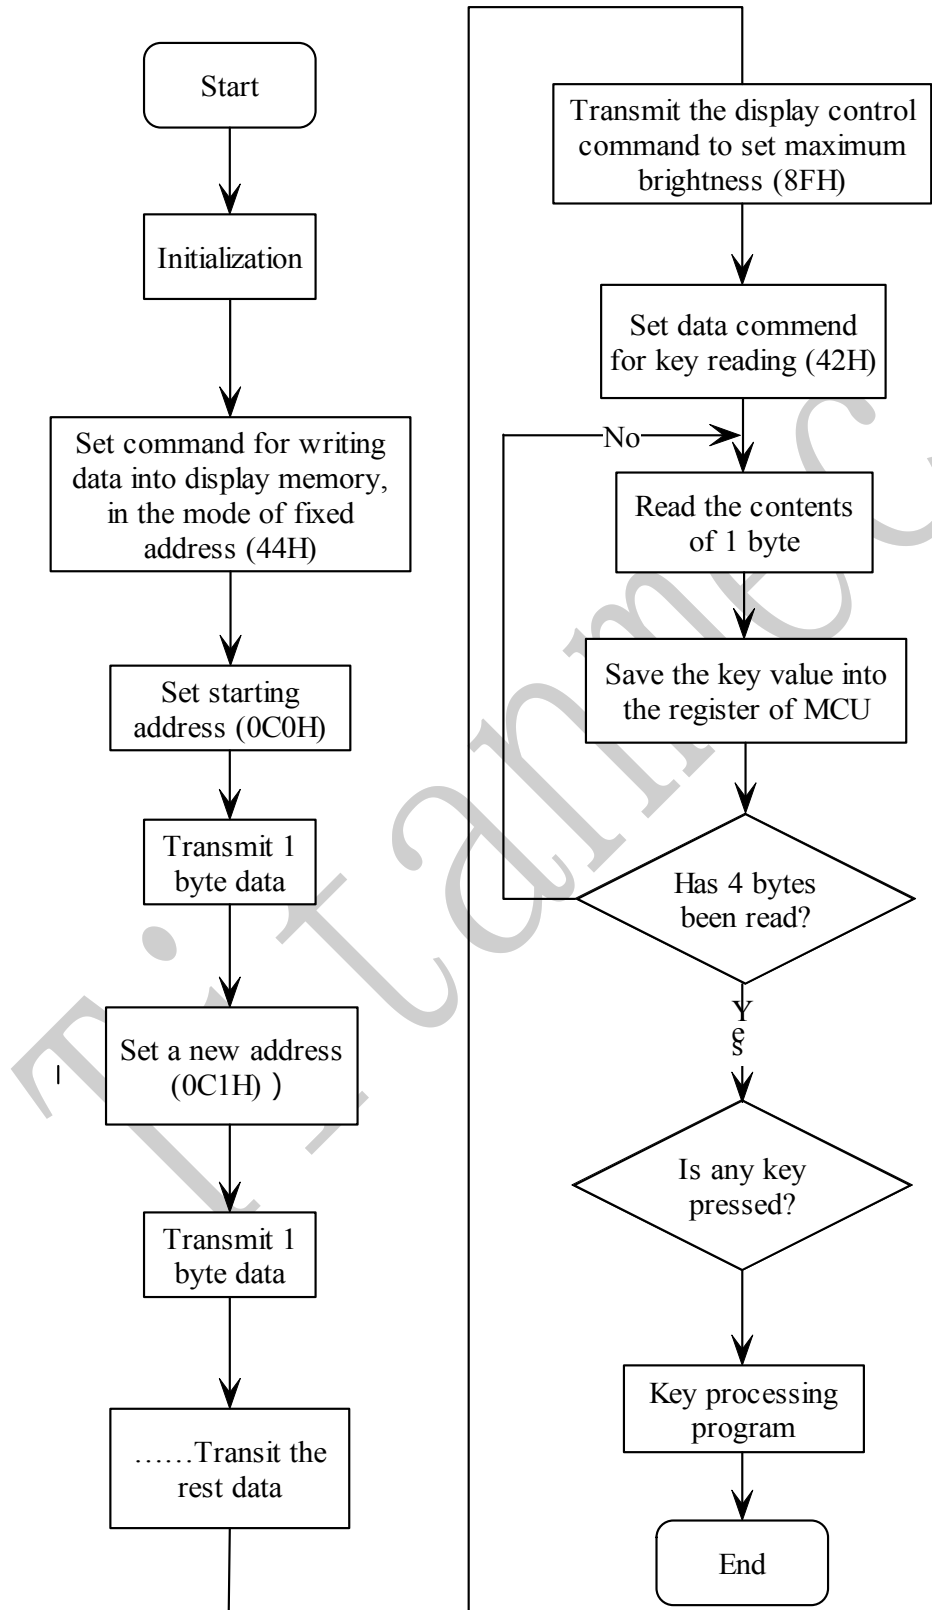 Start
Initialization
Set command for writing
data into display memory,
in the mode of fixed
address (44H)
Set starting
address (0C0H)
Transmit 1
byte data
Set a new address
(0C1H) )
Transmit 1
byte data
……Transit the
rest data
Transmit the display control
command to set maximum
brightness (8FH)
Set data commend
for key reading (42H)
No
Read the contents
of 1 byte
Save the key value into
the register of MCU
Has 4 bytes
been read?
Yes
Is any key
pressed?
Key processing
program
End
Titanmec